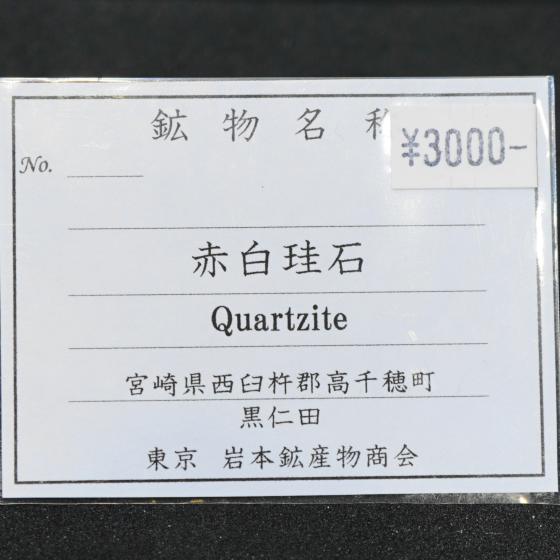 鉱物名称
¥3000-
No.
赤白珪石
Quartzite
宮崎県西臼杵郡高千穂町
黒仁田
東京 岩本鉱産物商会